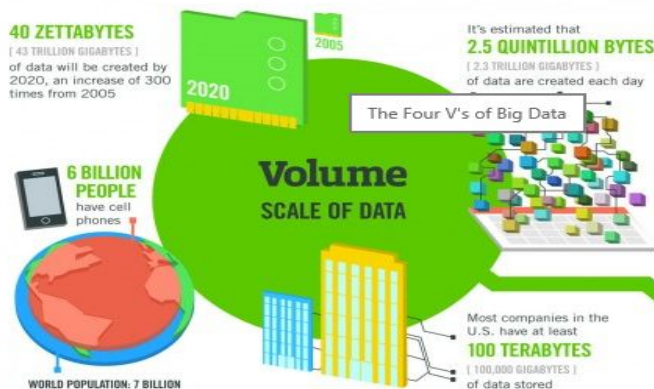 40 ZETTABYTES
[ 43 TRILLION GIGABYTES ]
of data will be created by
2020, an increase of 300
times from 2005
2005
2020
It's estimated that
2.5 QUINTILLION BYTES
[ 2.3 TRILLION GIGABYTES ]
of data are created each day
The Four V's of Big Data
6 BILLION
PEOPLE
have cell
phones
Volume
SCALE OF DATA
WORLD POPULATION: 7 BILLION
Most companies in the
U.S. have at least
100 TERABYTES
[ 100,000 GIGABYTES ]
of data stored